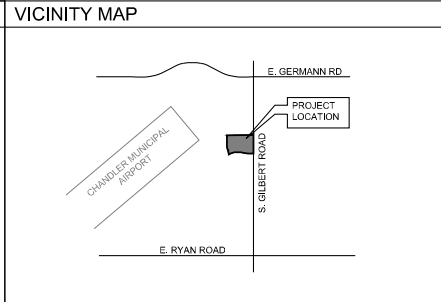 VICINITY MAP
E. GERMANN RD
PROJECT
LOCATION
CHANDLER MUNICIPAL
AIRPORT
S. GILBERT ROAD
E. RYAN ROAD